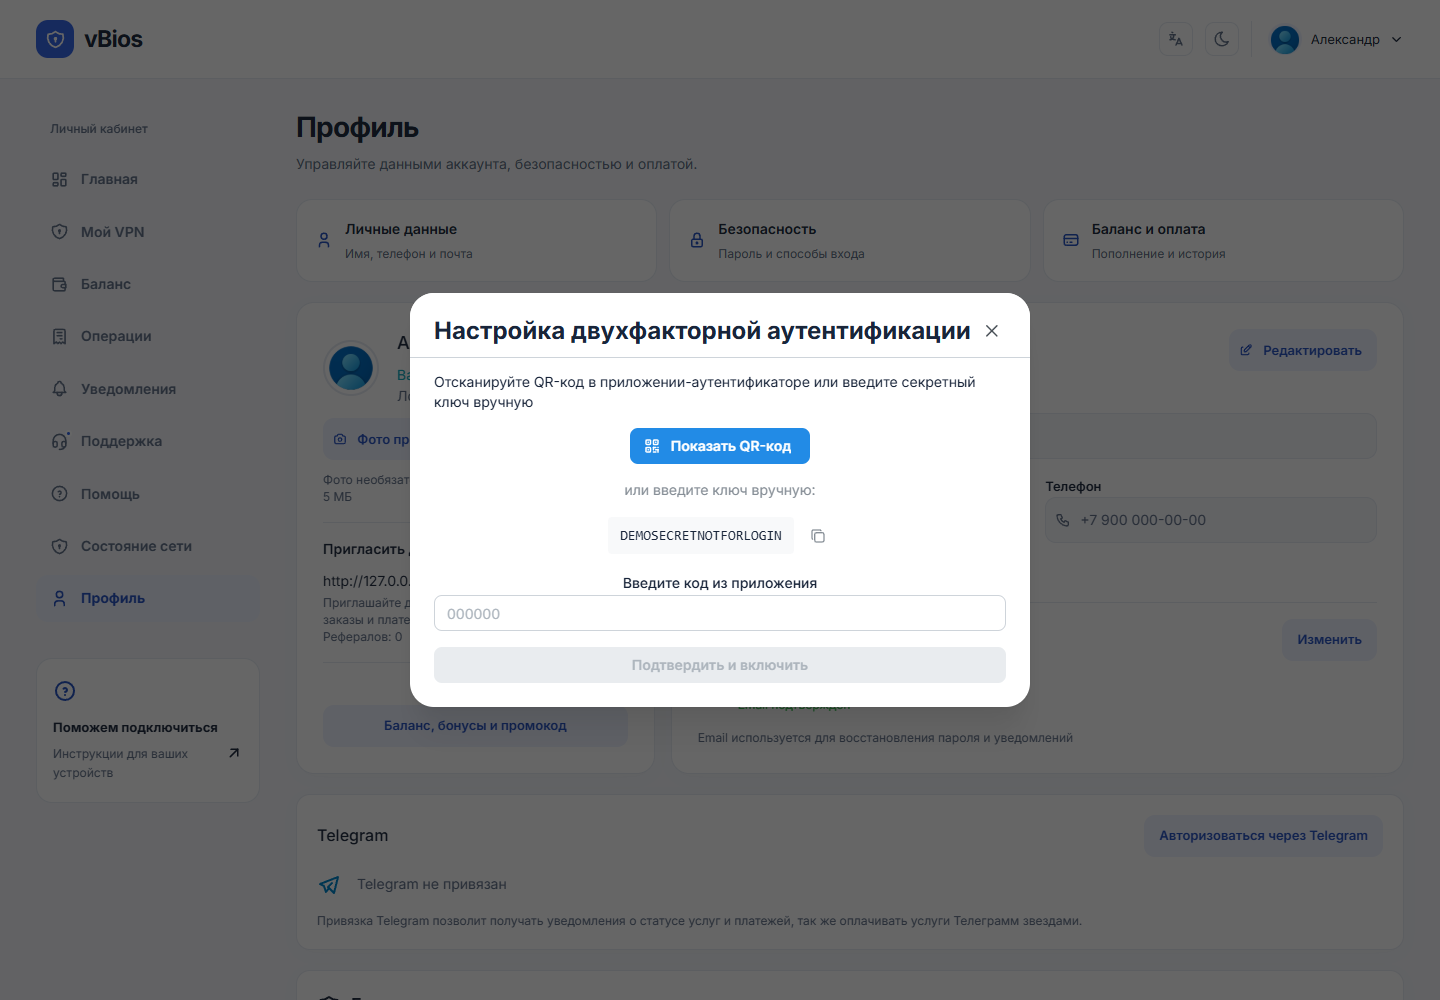 vBios
Александр
Личный кабинет
Главная
Мой VPN
Баланс
Операции
Уведомления
Поддержка
Помощь
Состояние сети
Профиль
Поможем подключиться
Инструкции для ваших
устройств
Профиль
Управляйте данными аккаунта, безопасностью и оплатой.
Личные данные
Имя, телефон и почта
Безопасность
Пароль и способы входа
Баланс и оплата
Пополнение и история
Редактировать
Фото
Фото
5 МБ
Пригласить
http://127.0.0.
Приглашайте
заказы и
Рефералов: 0
Баланс, бонусы и промокод
Телефон
+7 900 000-00-00
Изменить
Email используется для восстановления пароля и уведомлений
Настройка двухфакторной аутентификации
Отсканируйте QR-код в приложении-аутентификаторе или введите секретный
ключ вручную
Показать QR-код
или введите ключ вручную:
DEMOSECRETNOTFORLOGIN
Введите код из приложения
000000
Подтвердить и включить
Telegram
Авторизоваться через Telegram
Telegram не привязан
Привязка Telegram позволит получать уведомления о статусе услуг и платежей, так же оплачивать услуги Телеграмм звездами.